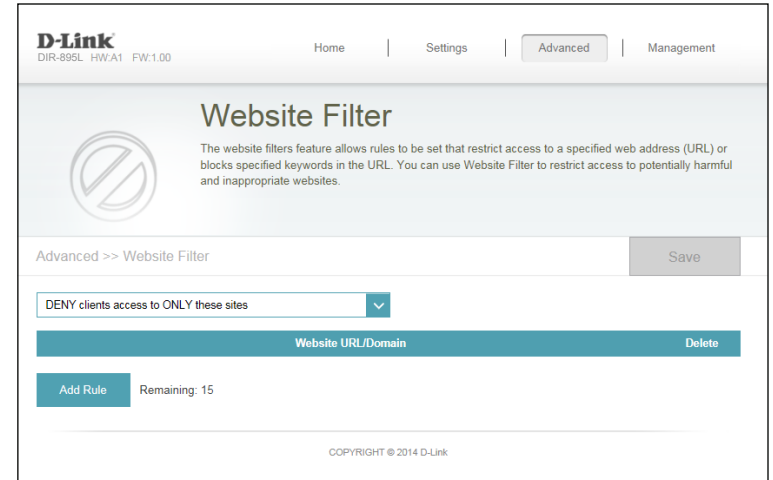 D-Link
DIR-895L HW:A1 FW:1.00
Home
Settings
Advanced
Management
Website Filter
The website filters feature allows rules to be set that restrict access to a specified web address (URL) or
blocks specified keywords in the URL. You can use Website Filter to restrict access to potentially harmful
and inappropriate websites.
Advanced >> Website Filter
Save
DENY clients access to ONLY these sites
Website URL/Domain
Delete
Add Rule
Remaining: 15
COPYRIGHT © 2014 D-Link